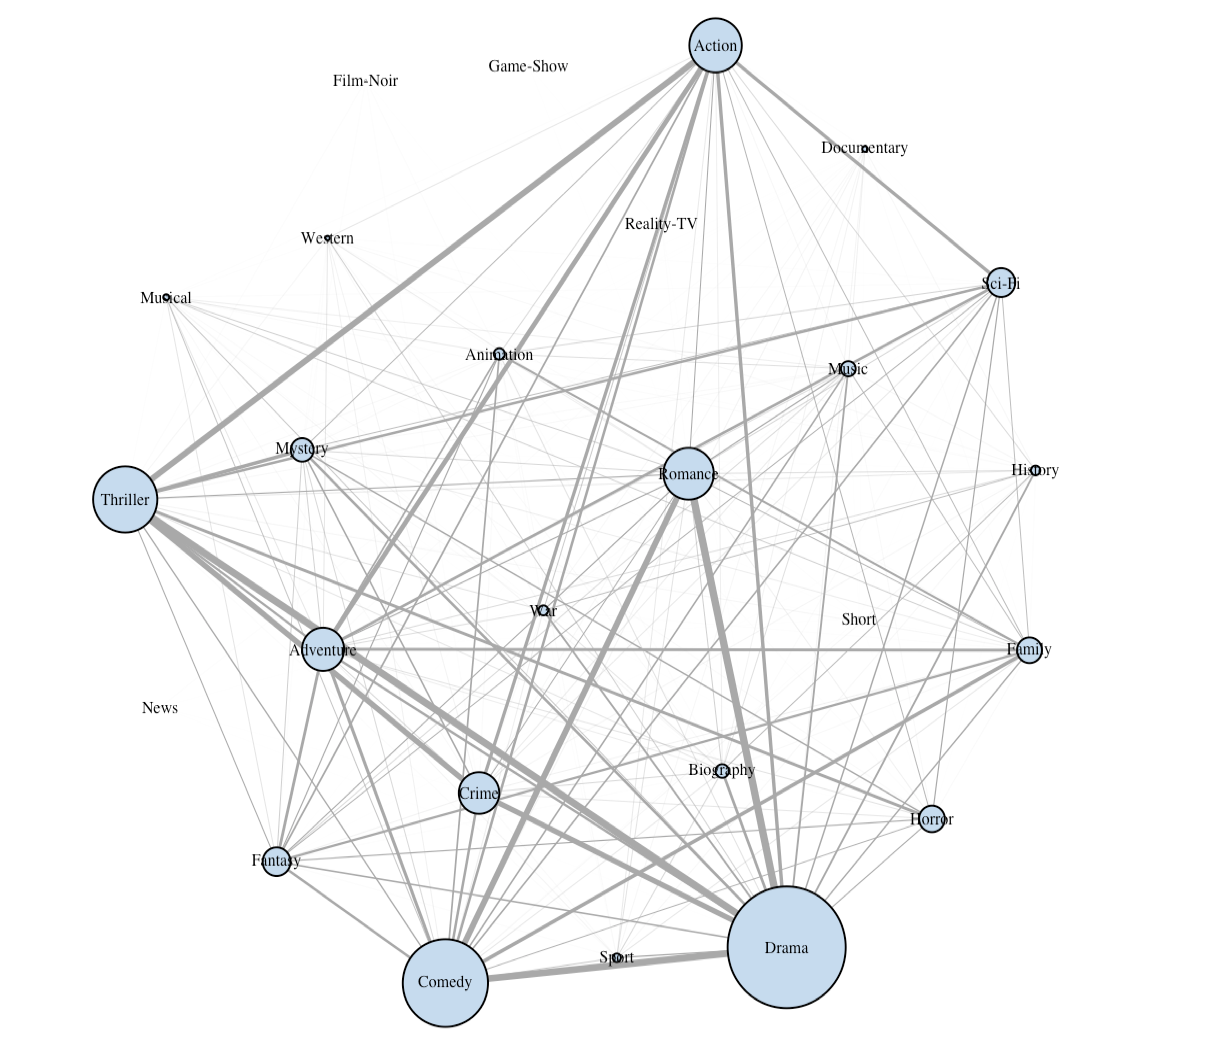 Action
Game-Show
Film-Noir
Documentary
Reality-TV
Western
Sci-Fi
Musical
Animation
Music
Mystery
History
Romance
Thriller
War
Short
Adventure
Family
News
Biography
Crime
Horror
Fantasy
Drama
Sport
Comedy